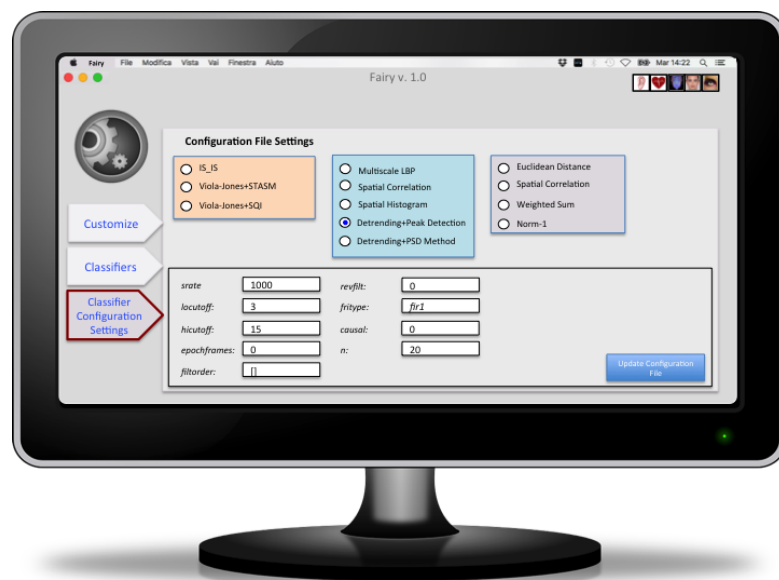 Fairy File Modifica Vista Vai Finestra Aiuto Mar 14:22
Fairy v. 1.0
Configuration File Settings
IS_IS
Viola-Jones+STASM
Viola-Jones+SQI
Multiscale LBP
Spatial Correlation
Spatial Histogram
Detrending+Peak Detection
Detrending+PSD Method
Euclidean Distance
Spatial Correlation
Weighted Sum
Norm-1
Customize
Classifiers
Classifier
Configuration
Settings
srate 1000
locutoff: 3
hicutoff: 15
epochframes: 0
filtorder: []
revfilt: 0
fritype: fir1
causal: 0
n: 20
Update Configuration
File